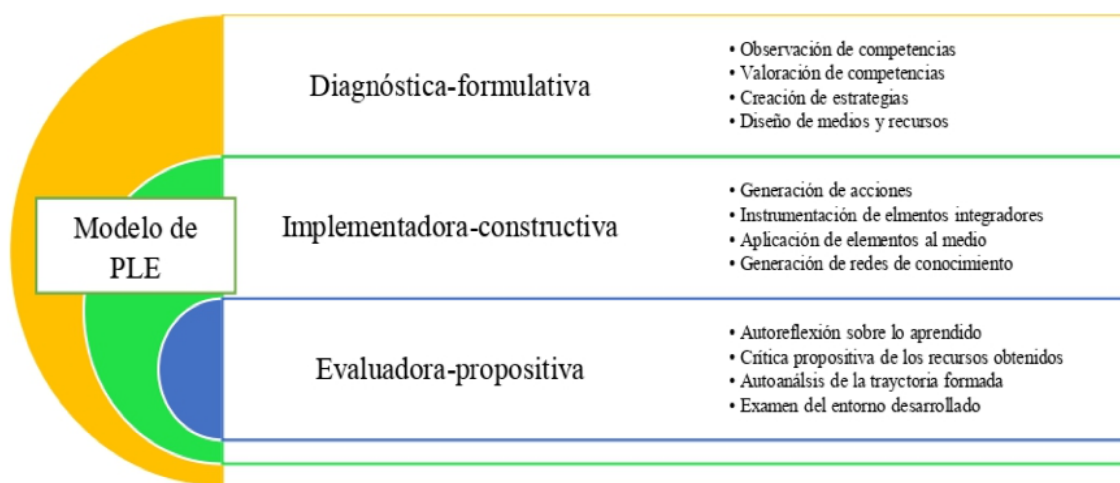 Modelo de
PLE
Diagnóstica-formulativa
• Observación de competencias
• Valoración de competencias
• Creación de estrategias
• Diseño de medios y recursos
Implementadora-constructiva
• Generación de acciones
• Instrumentación de elmentos integradores
• Aplicación de elementos al medio
• Generación de redes de conocimiento
Evaluadora-propositiva
• Autoreflexión sobre lo aprendido
• Crítica propositiva de los recursos obtenidos
• Autoanálsis de la trayctoria formada
• Examen del entorno desarrollado